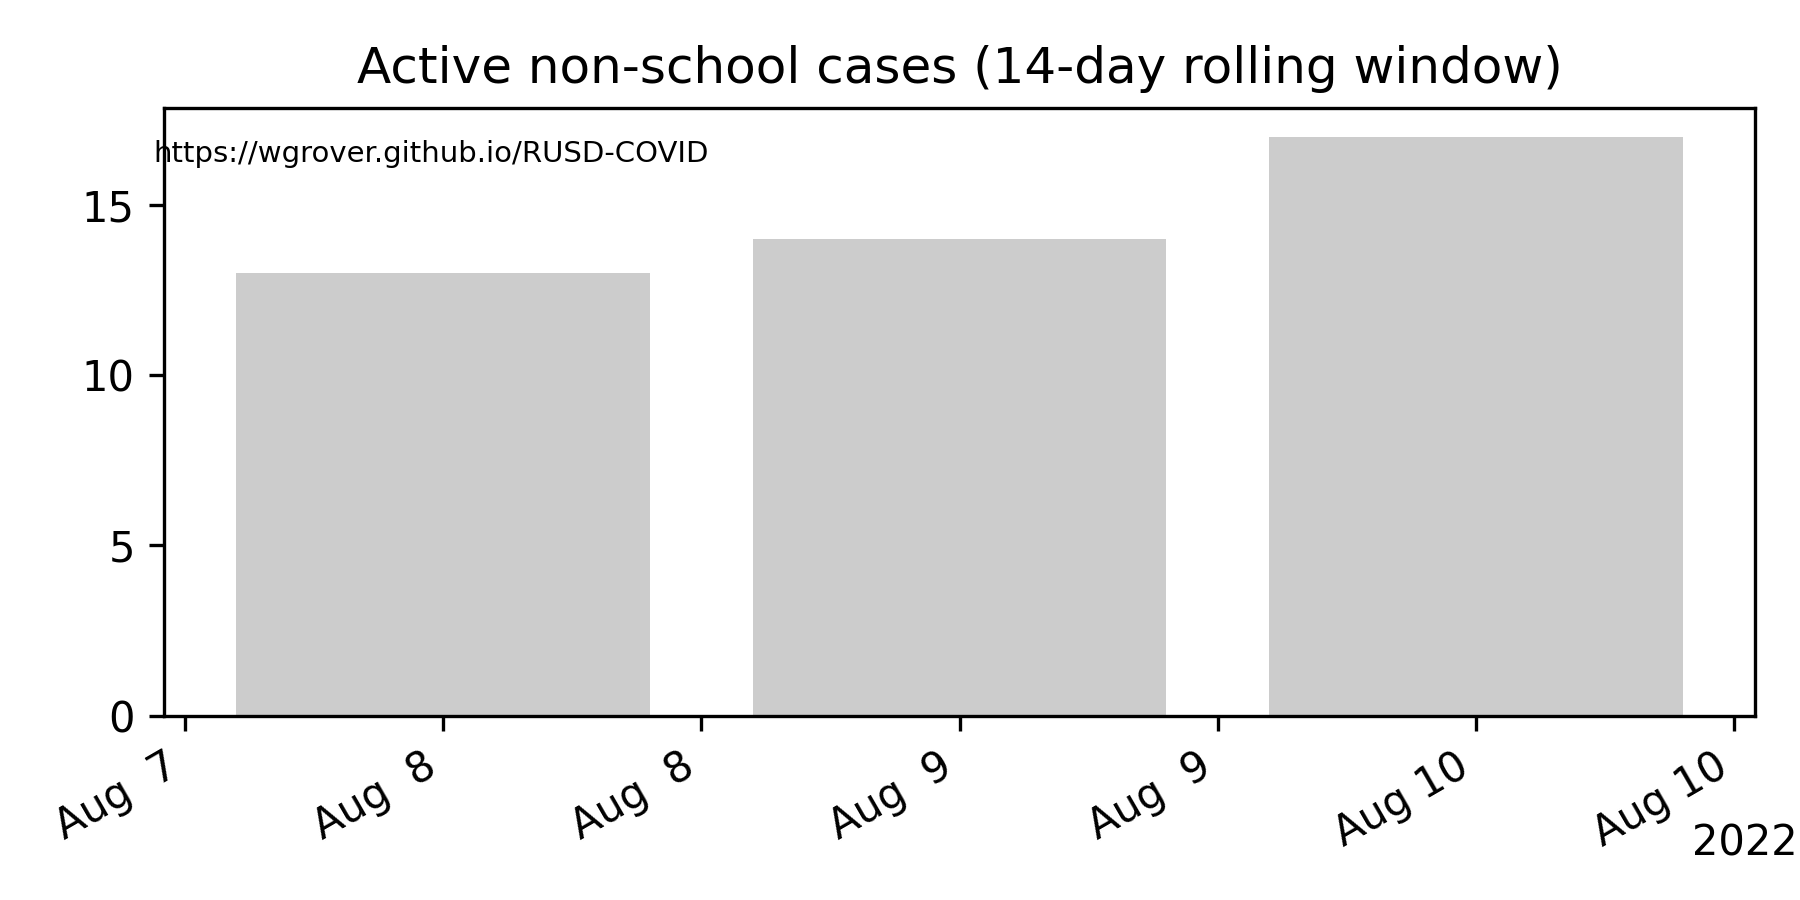 Active non-school cases (14-day rolling window)
https://wgrover.github.io/RUSD-COVID
15
10
5
0
Aug 7
Aug 8
Aug 8
Aug 9
Aug 9
Aug 10
Aug 10
2022